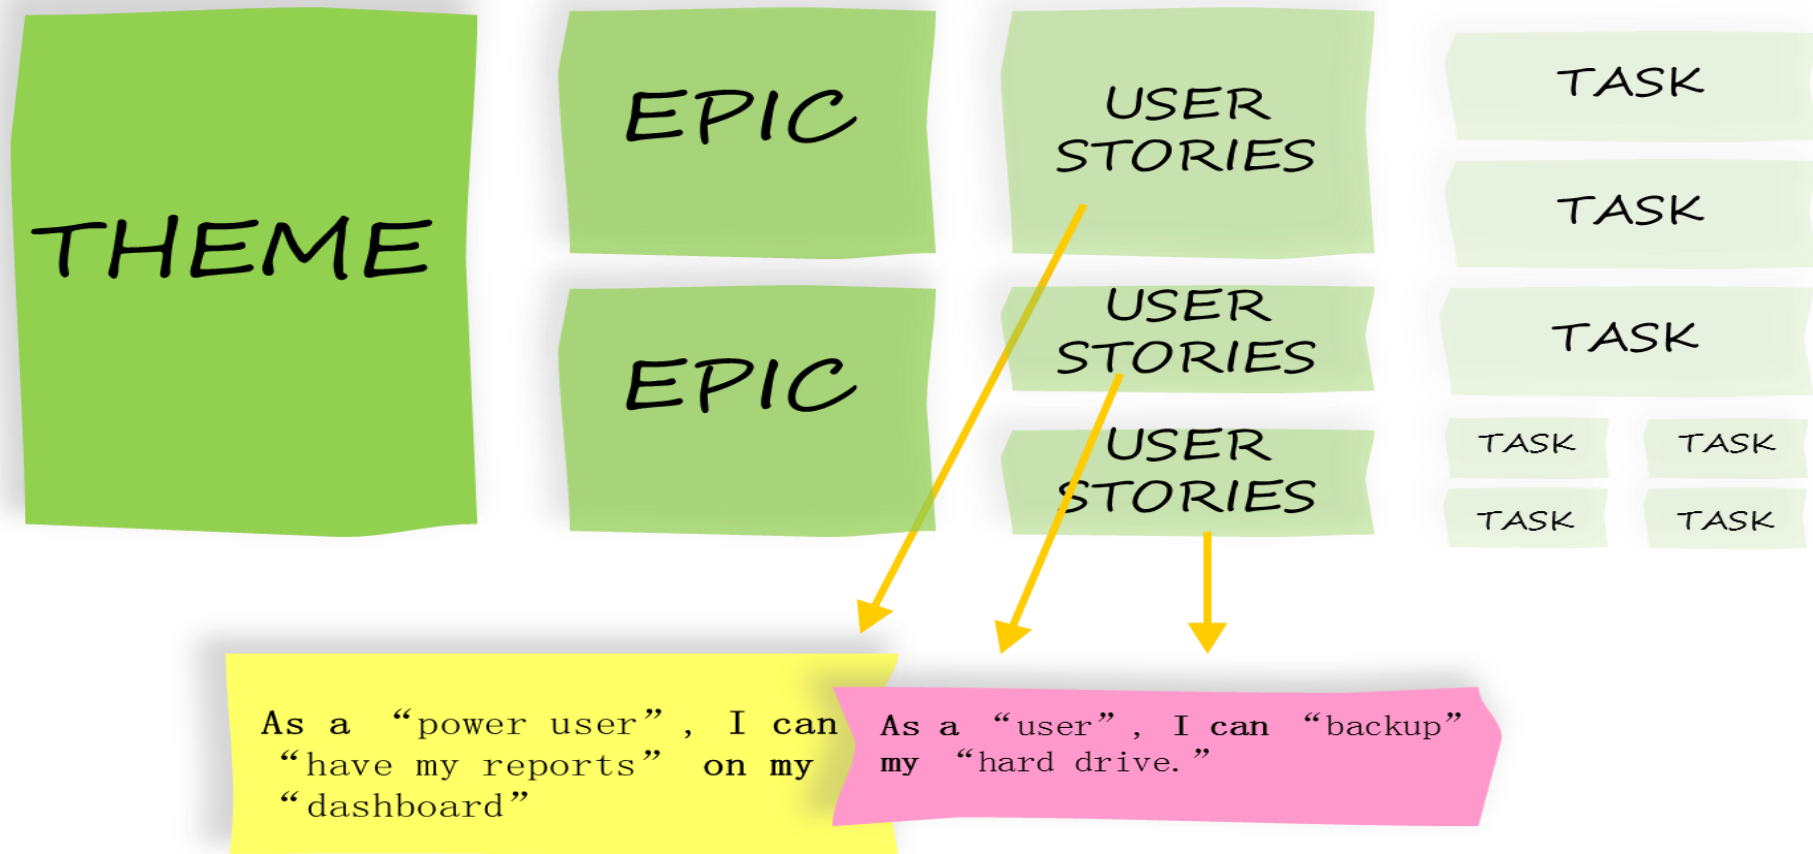 THEME
EPIC
EPIC
USER
STORIES
USER
STORIES
USER
STORIES
TASK
TASK
TASK
TASK
TASK
TASK
TASK
As a “power user”, I can
“have my reports” on my
“dashboard”
As a “user”, I can “backup”
my “hard drive.”